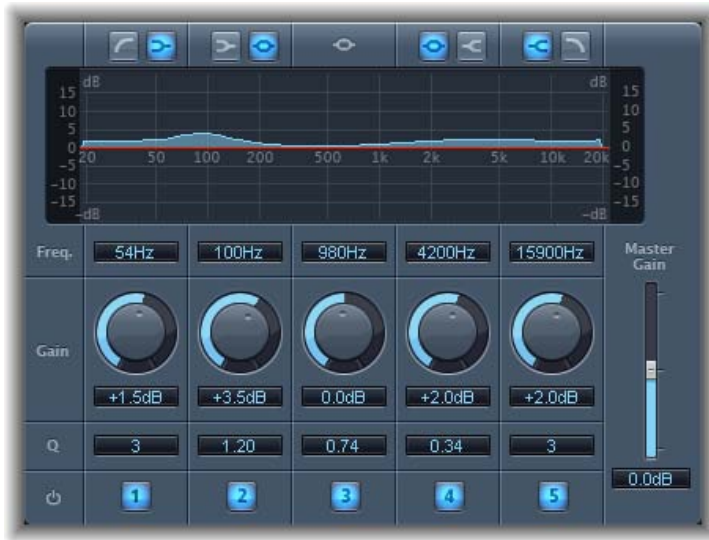 dB dB
15 15
10 10
5 5
0 0
20 50 100 200 500 1k 2k 5k 10k 20k
−5 −5
−10 −10
−15 −15
−dB −dB
Freq. 54Hz 100Hz 980Hz 4200Hz 15900Hz
Master
Gain
Gain
+1.5dB +3.5dB 0.0dB +2.0dB +2.0dB
Q 3 1.20 0.74 0.34 3
0.0dB
1 2 3 4 5